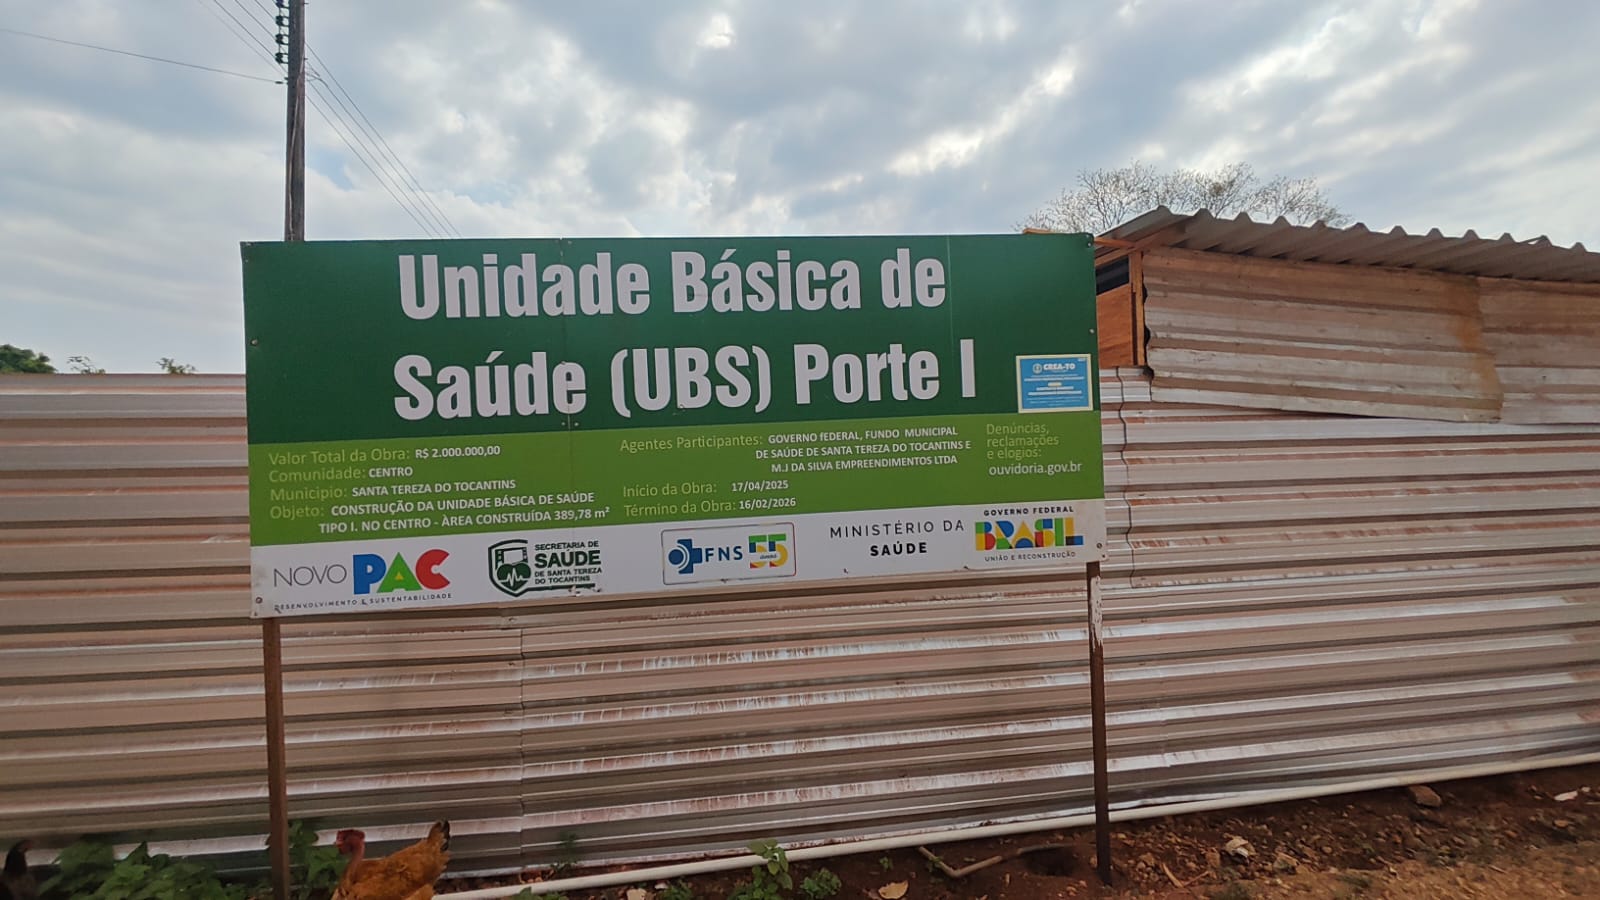 Unidade Básica de
Saúde (UBS) Porte I
CREA-TO
Valor Total da Obra: R$ 2.000.000,00
Comunidade: CENTRO
Municipio: SANTA TEREZA DO TOCANTINS
Objeto: CONSTRUÇÃO DA UNIDADE BÁSICA DE SAÚDE
TIPO I. NO CENTRO - ÀREA CONSTRUÍDA 389,78 m²
Agentes Participantes: GOVERNO fEDERAL, FUNDO MUNICIPAL
DE SAÚDE DE SANTA TEREZA DO TOCANTINS E
M.J DA SILVA EMPREENDIMENTOS LTDA
Início da Obra: 17/04/2025
Término da Obra: 16/02/2026
Denúncias,
reclamações
e elogios:
ouvidoria.gov.br
NOVO PAC
DESENVOLVIMENTO E SUSTENTABILIDADE
SECRETARIA DE
SAÚDE
DE SANTA TEREZA
DO TOCANTINS
FNS 55
anos
MINISTÉRIO DA
SAÚDE
GOVERNO FEDERAL
BRASIL
UNIÃO E RECONSTRUÇÃO